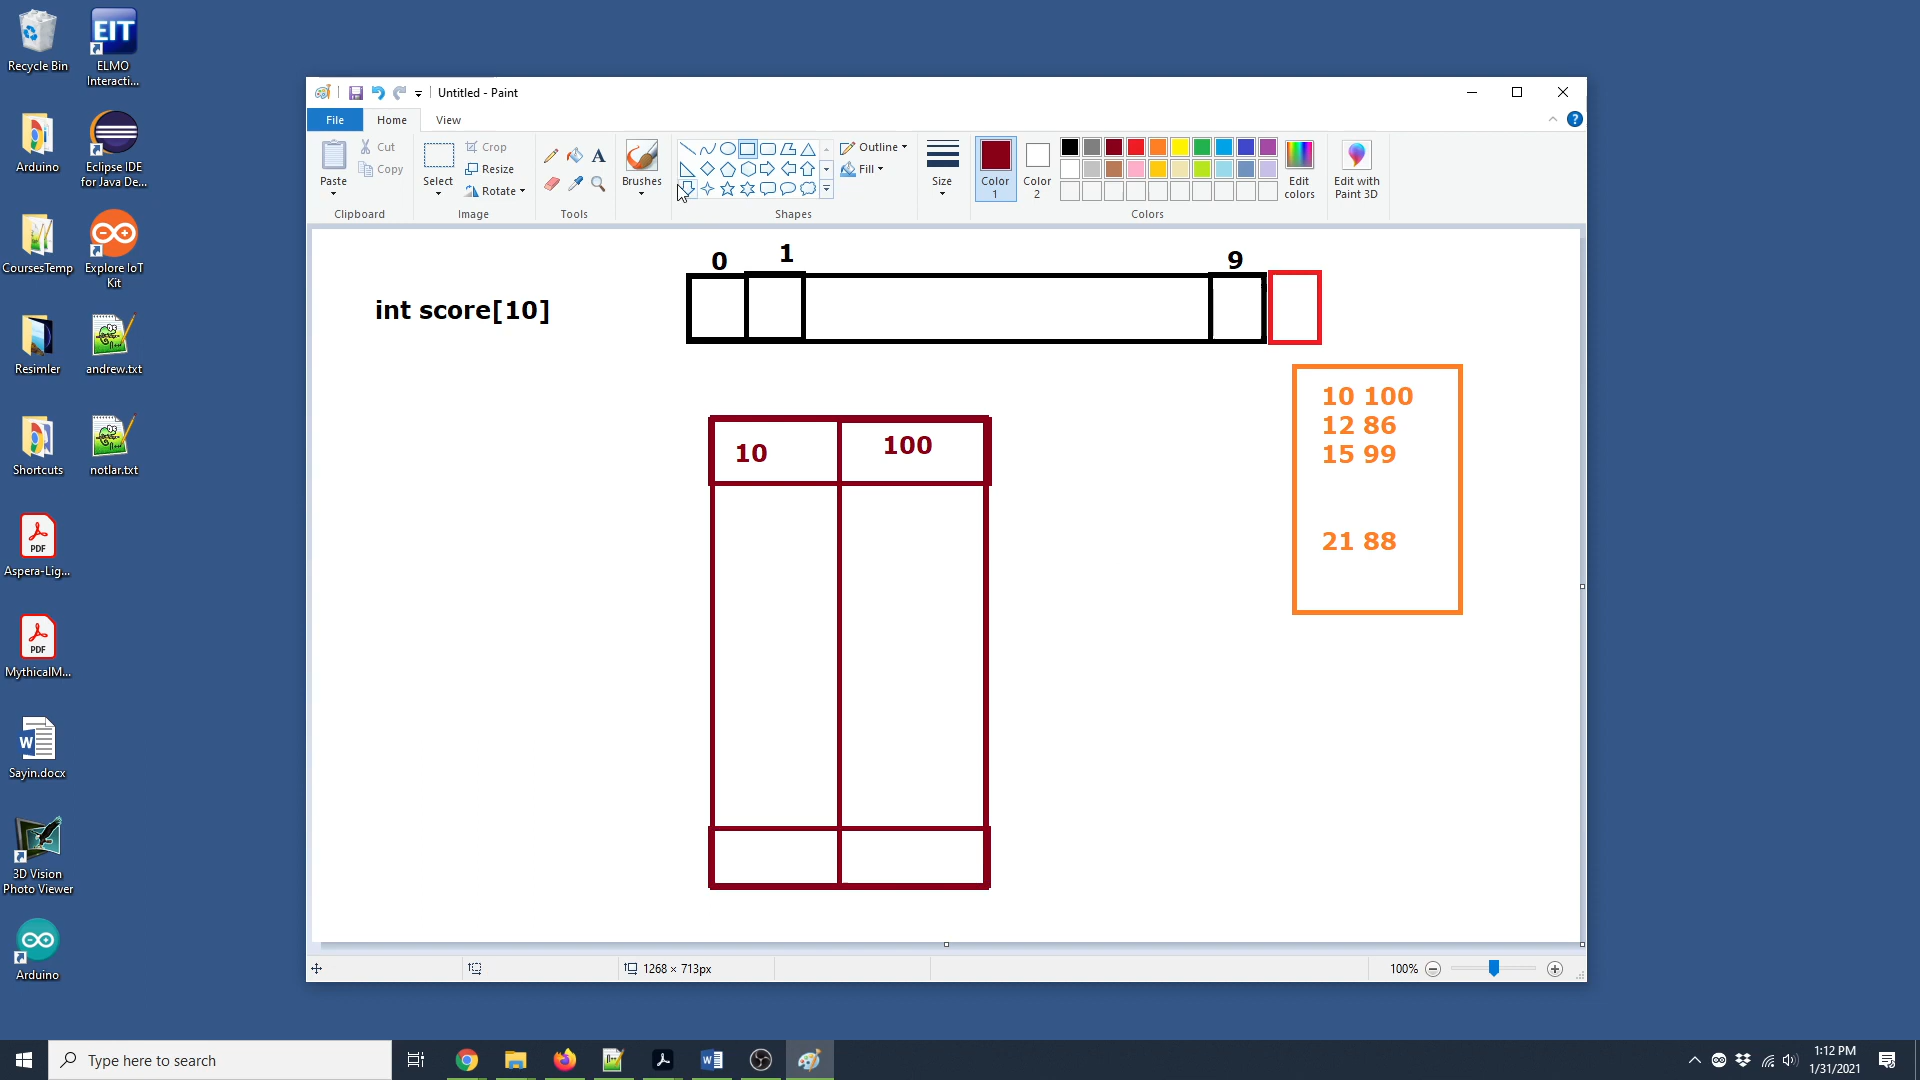 Recycle Bin
EIT
ELMO
Interacti...
Arduino
Eclipse IDE
for Java De...
CoursesTemp
Explore IoT
Kit
Resimler
andrew.txt
Shortcuts
notlar.txt
PDF
Aspera-Lig...
PDF
MythicalM...
W
Sayin.docx
3D Vision
Photo Viewer
Arduino
Untitled - Paint
File
Home
View
Paste
Cut
Copy
Clipboard
Select
Crop
Resize
Rotate
Image
A
Tools
Brushes
Outline
Fill
Shapes
Size
Color
1
Color
2
Edit
colors
Edit with
Paint 3D
Colors
0 1 9
int score[10]
10 100
10 100
12 86
15 99
21 88
1268 × 713px
100%
Type here to search
1:12 PM
1/31/2021